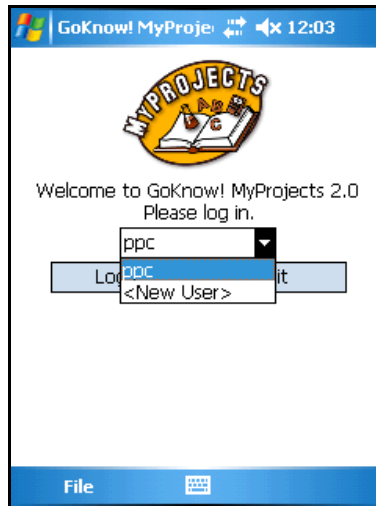 GoKnow! MyProje 12:03
MYPROJECTS
A B
C
Welcome to GoKnow! MyProjects 2.0
Please log in.
ppc
ppc
<New User>
File